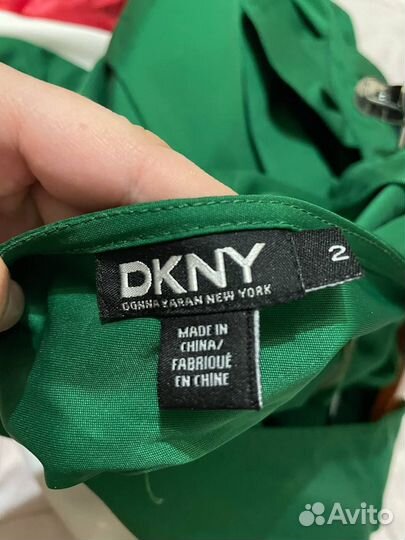 DKNY
DONNA KARAN NEW YORK
2
MADE IN
CHINA/
FABRIQUÉ
EN CHINE
Avito